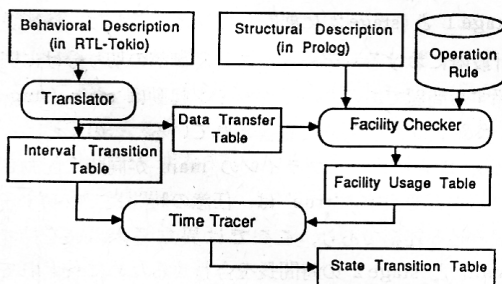 Behavioral Description
(in RTL-Tokio)
Structural Description
(in Prolog)
Operation
Rule
Translator
Data Transfer
Table
Facility Checker
Interval Transition
Table
Facility Usage Table
Time Tracer
State Transition Table